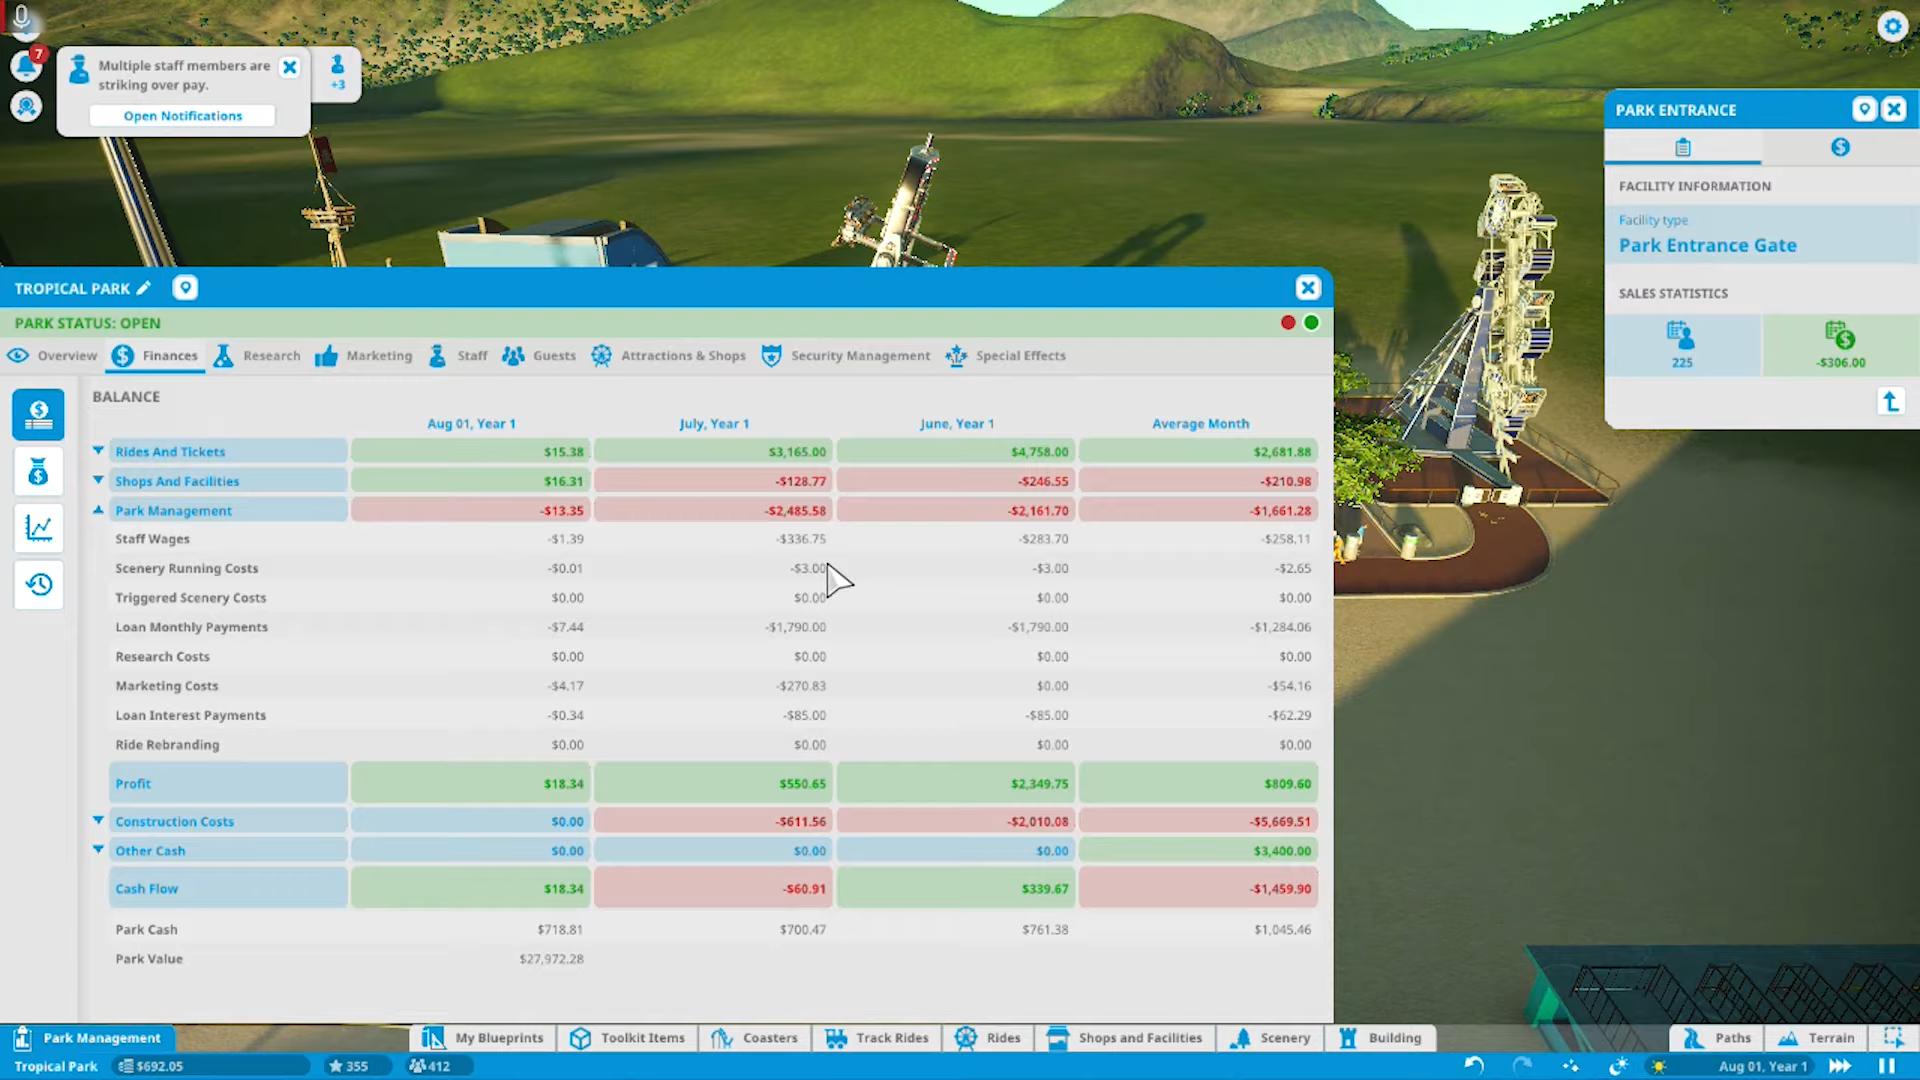 7
Multiple staff members are
striking over pay.
Open Notifications
+3
PARK ENTRANCE
FACILITY INFORMATION
Facility type
Park Entrance Gate
SALES STATISTICS
225 -$306.00
TROPICAL PARK
PARK STATUS: OPEN
Overview Finances Research Marketing Staff Guests Attractions & Shops Security Management Special Effects
BALANCE
Aug 01, Year 1 July, Year 1 June, Year 1 Average Month
Rides And Tickets $15.38 $3,165.00 $4,758.00 $2,681.88
Shops And Facilities $16.31 -$128.77 -$246.55 -$210.98
Park Management -$13.35 -$2,485.58 -$2,161.70 -$1,661.28
Staff Wages -$1.39 -$336.75 -$283.70 -$258.11
Scenery Running Costs -$0.01 -$3.00 -$3.00 -$2.65
Triggered Scenery Costs $0.00 $0.00 $0.00 $0.00
Loan Monthly Payments -$7.44 -$1,790.00 -$1,790.00 -$1,284.06
Research Costs $0.00 $0.00 $0.00 $0.00
Marketing Costs -$4.17 -$270.83 $0.00 -$54.16
Loan Interest Payments -$0.34 -$85.00 -$85.00 -$62.29
Ride Rebranding $0.00 $0.00 $0.00 $0.00
Profit $18.34 $550.65 $2,349.75 $809.60
Construction Costs $0.00 -$611.56 -$2,010.08 -$5,669.51
Other Cash $0.00 $0.00 $0.00 $3,400.00
Cash Flow $18.34 -$60.91 $339.67 -$1,459.90
Park Cash $718.81 $700.47 $761.38 $1,045.46
Park Value $27,972.28
Park Management My Blueprints Toolkit Items Coasters Track Rides Rides Shops and Facilities Scenery Building Paths Terrain
Tropical Park $692.05 355 412 Aug 01, Year 1